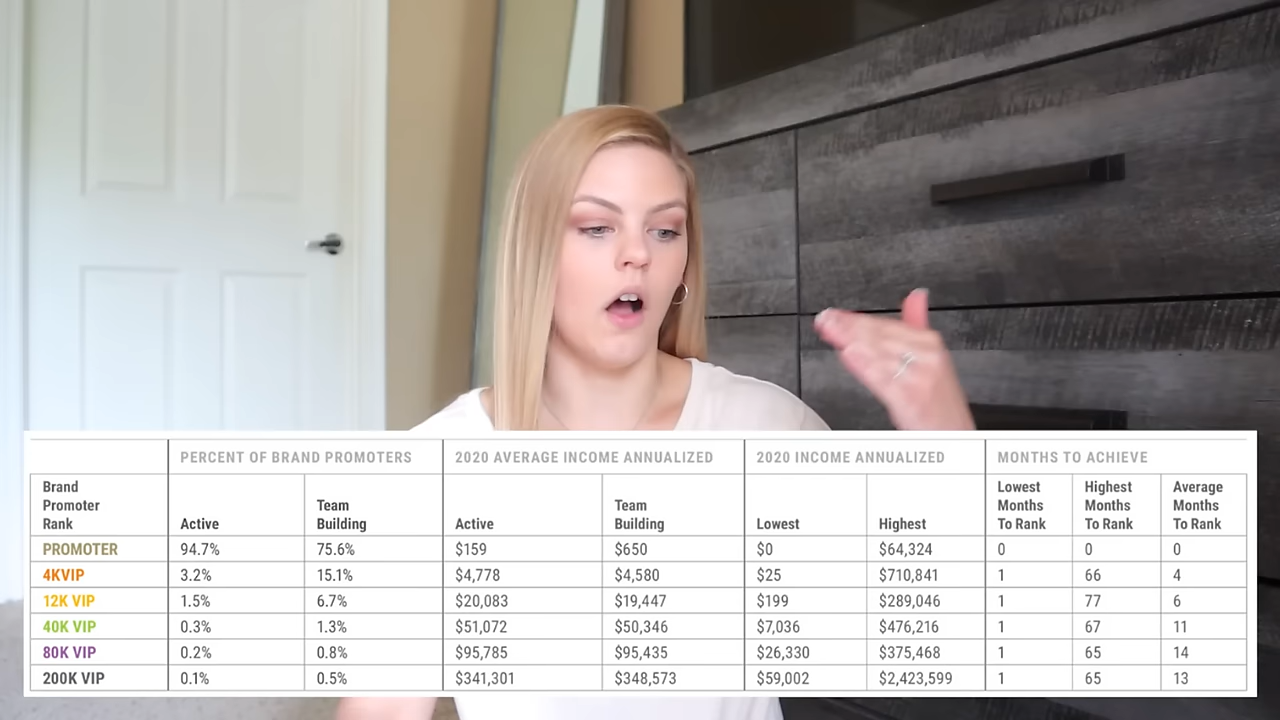 PERCENT OF BRAND PROMOTERS 2020 AVERAGE INCOME ANNUALIZED 2020 INCOME ANNUALIZED MONTHS TO ACHIEVE
Brand Promoter Rank Active Team Building Active Team Building Lowest Highest Lowest Months To Rank Highest Months To Rank Average Months To Rank
PROMOTER 94.7% 75.6% $159 $650 $0 $64,324 0 0 0
4KVIP 3.2% 15.1% $4,778 $4,580 $25 $710,841 1 66 4
12K VIP 1.5% 6.7% $20,083 $19,447 $199 $289,046 1 77 6
40K VIP 0.3% 1.3% $51,072 $50,346 $7,036 $476,216 1 67 11
80K VIP 0.2% 0.8% $95,785 $95,435 $26,330 $375,468 1 65 14
200K VIP 0.1% 0.5% $341,301 $348,573 $59,002 $2,423,599 1 65 13